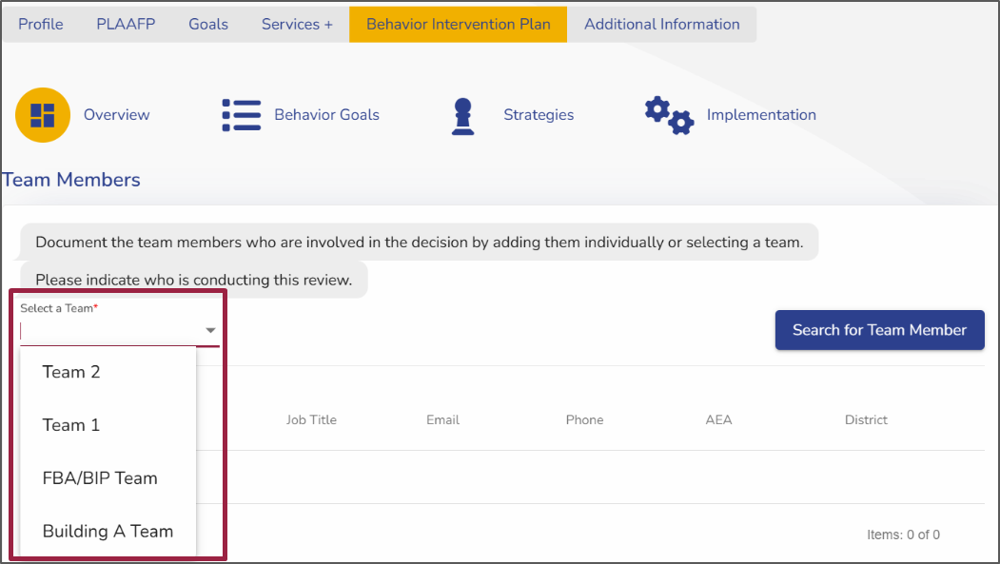 Profile PLAAFP Goals Services + Behavior Intervention Plan Additional Information
Overview Behavior Goals Strategies Implementation
Team Members
Document the team members who are involved in the decision by adding them individually or selecting a team.
Please indicate who is conducting this review.
Select a Team*
Search for Team Member
Team 2
Team 1
Job Title Email Phone AEA District
FBA/BIP Team
Building A Team
Items: 0 of 0